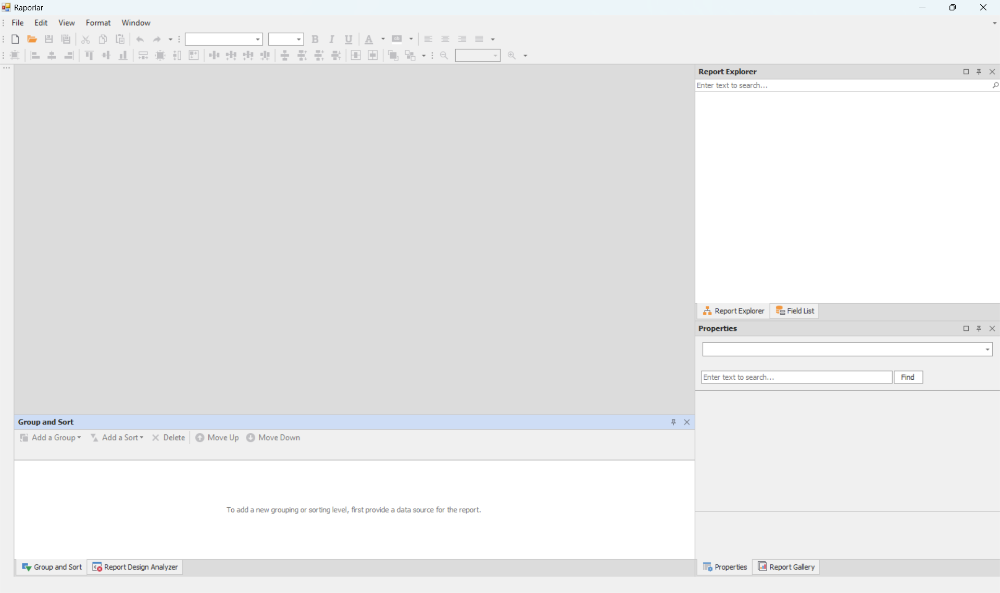 Raporlar
File Edit View Format Window
B I U A ab
Report Explorer
Enter text to search...
Report Explorer Field List
Properties
Enter text to search... Find
Group and Sort
Add a Group Add a Sort Delete Move Up Move Down
To add a new grouping or sorting level, first provide a data source for the report.
Group and Sort Report Design Analyzer
Properties Report Gallery